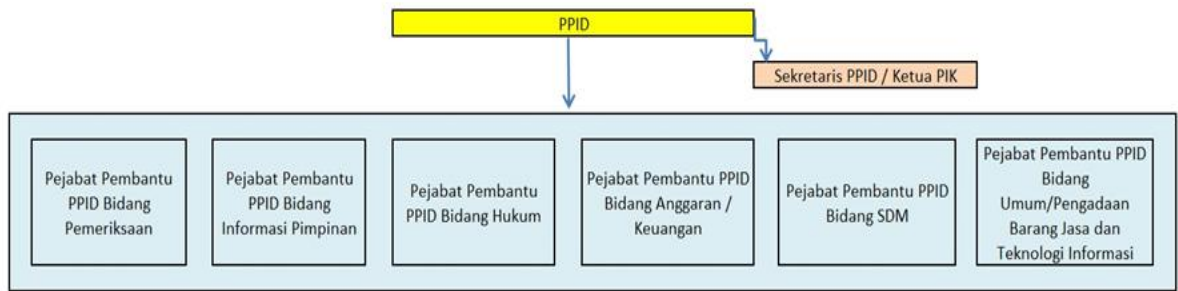 PPID
Sekretaris PPID / Ketua PIK
Pejabat Pembantu
PPID Bidang
Pemeriksaan
Pejabat Pembantu
PPID Bidang
Informasi Pimpinan
Pejabat Pembantu
PPID Bidang Hukum
Pejabat Pembantu PPID
Bidang Anggaran /
Keuangan
Pejabat Pembantu PPID
Bidang SDM
Pejabat Pembantu PPID
Bidang
Umum/Pengadaan
Barang Jasa dan
Teknologi Informasi